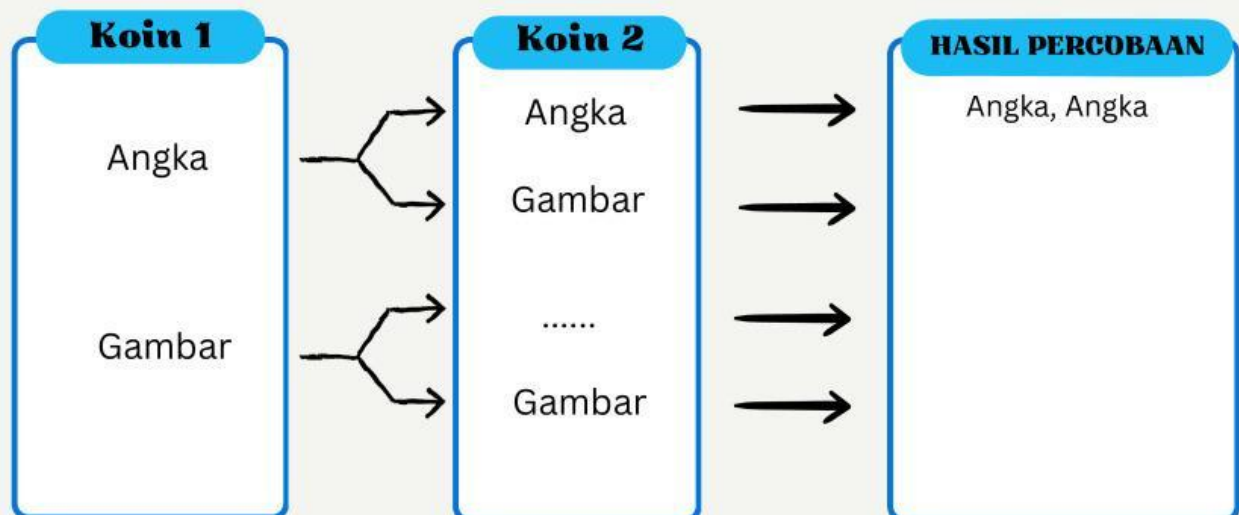 Koin 1
Angka
Gambar
Koin 2
Angka
Gambar
......
Gambar
HASIL PERCOBAAN
Angka, Angka